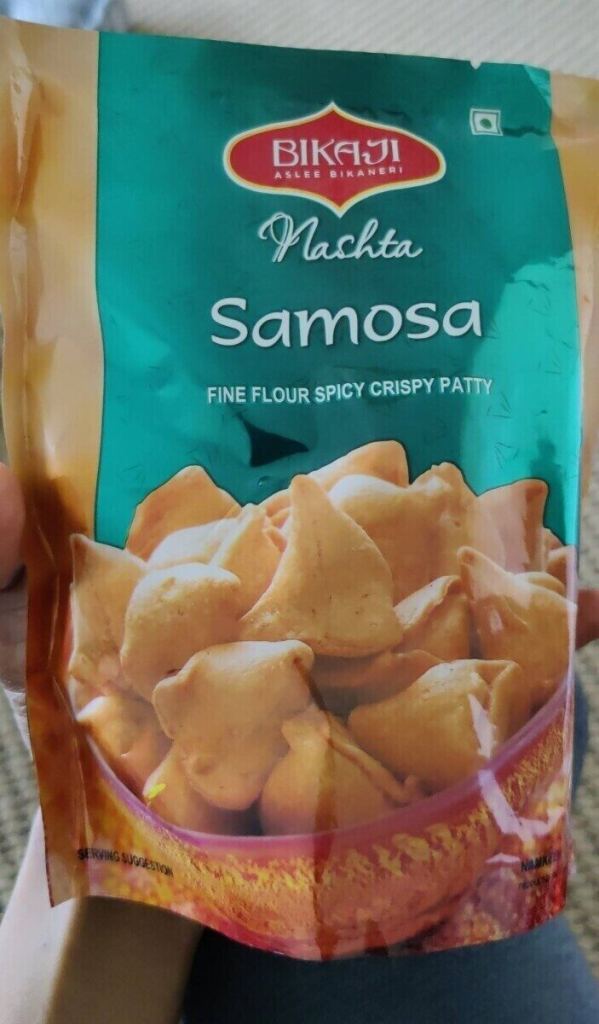 BIKAJI
ASLEE BIKANERI
Nashta
Samosa
FINE FLOUR SPICY CRISPY PATTY
SERVING SUGGESTION